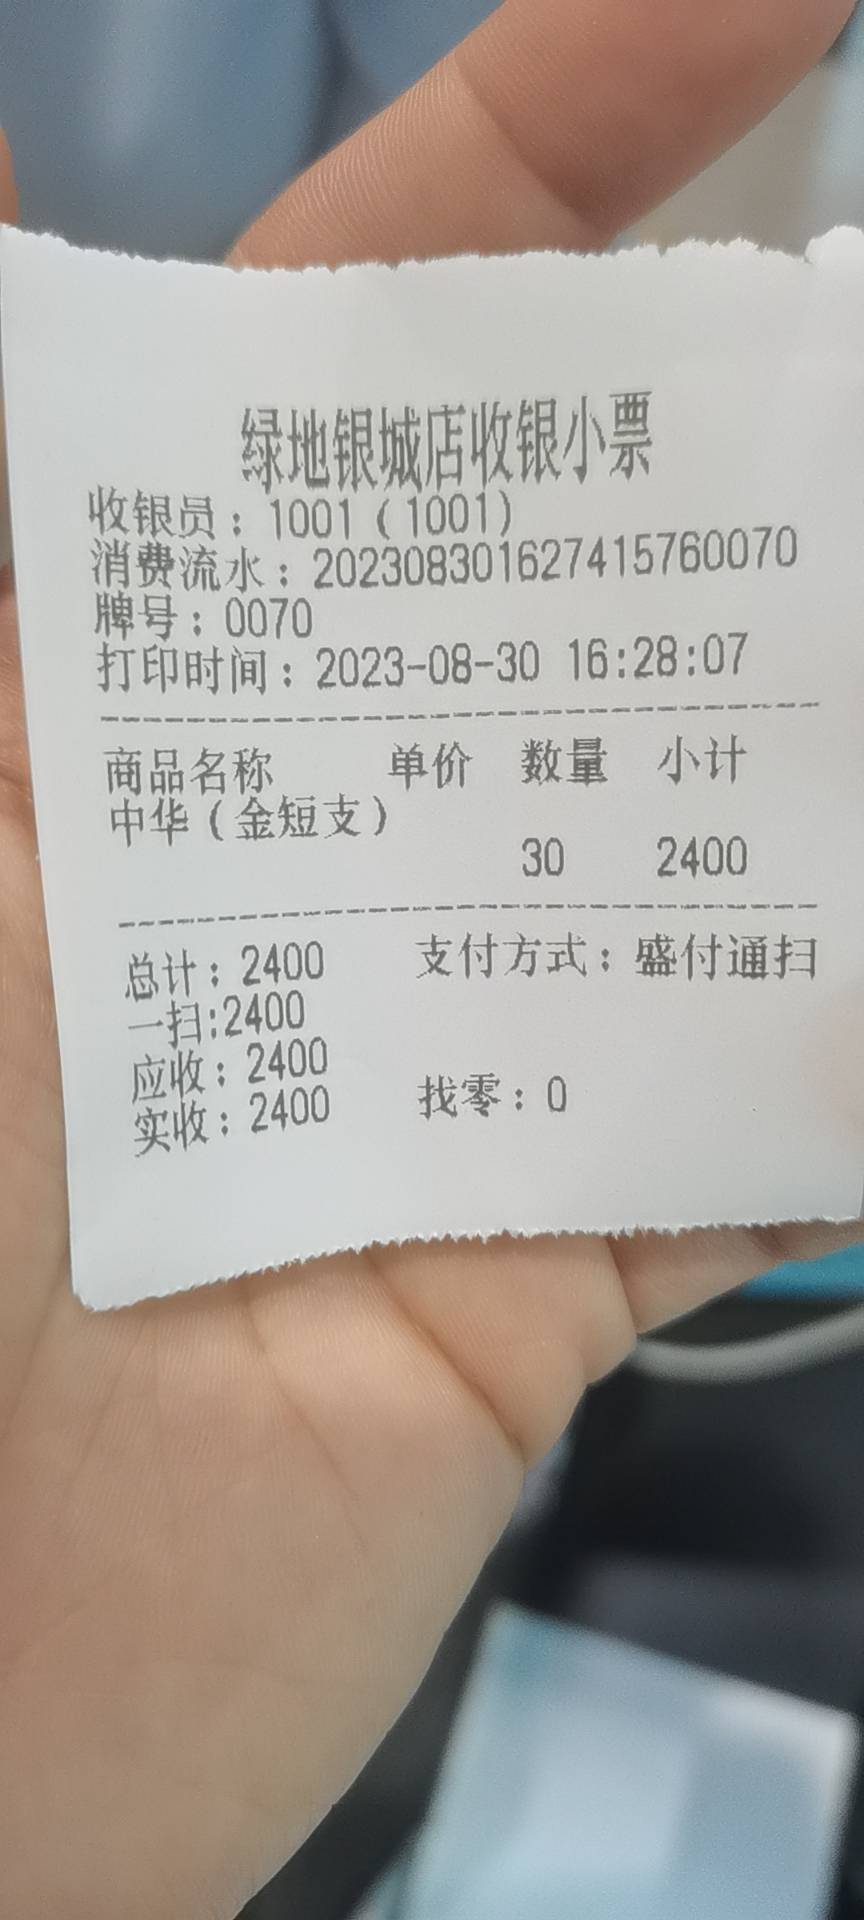 绿地银城店收银小票
收银员：1001（1001）
消费流水：202308301627415760070
牌号：0070
打印时间：2023-08-30 16:28:07
商品名称 单价 数量 小计
中华（金短支）
30 2400
总计：2400 支付方式：盛付通扫
一扫:2400
应收：2400
实收：2400 找零：0